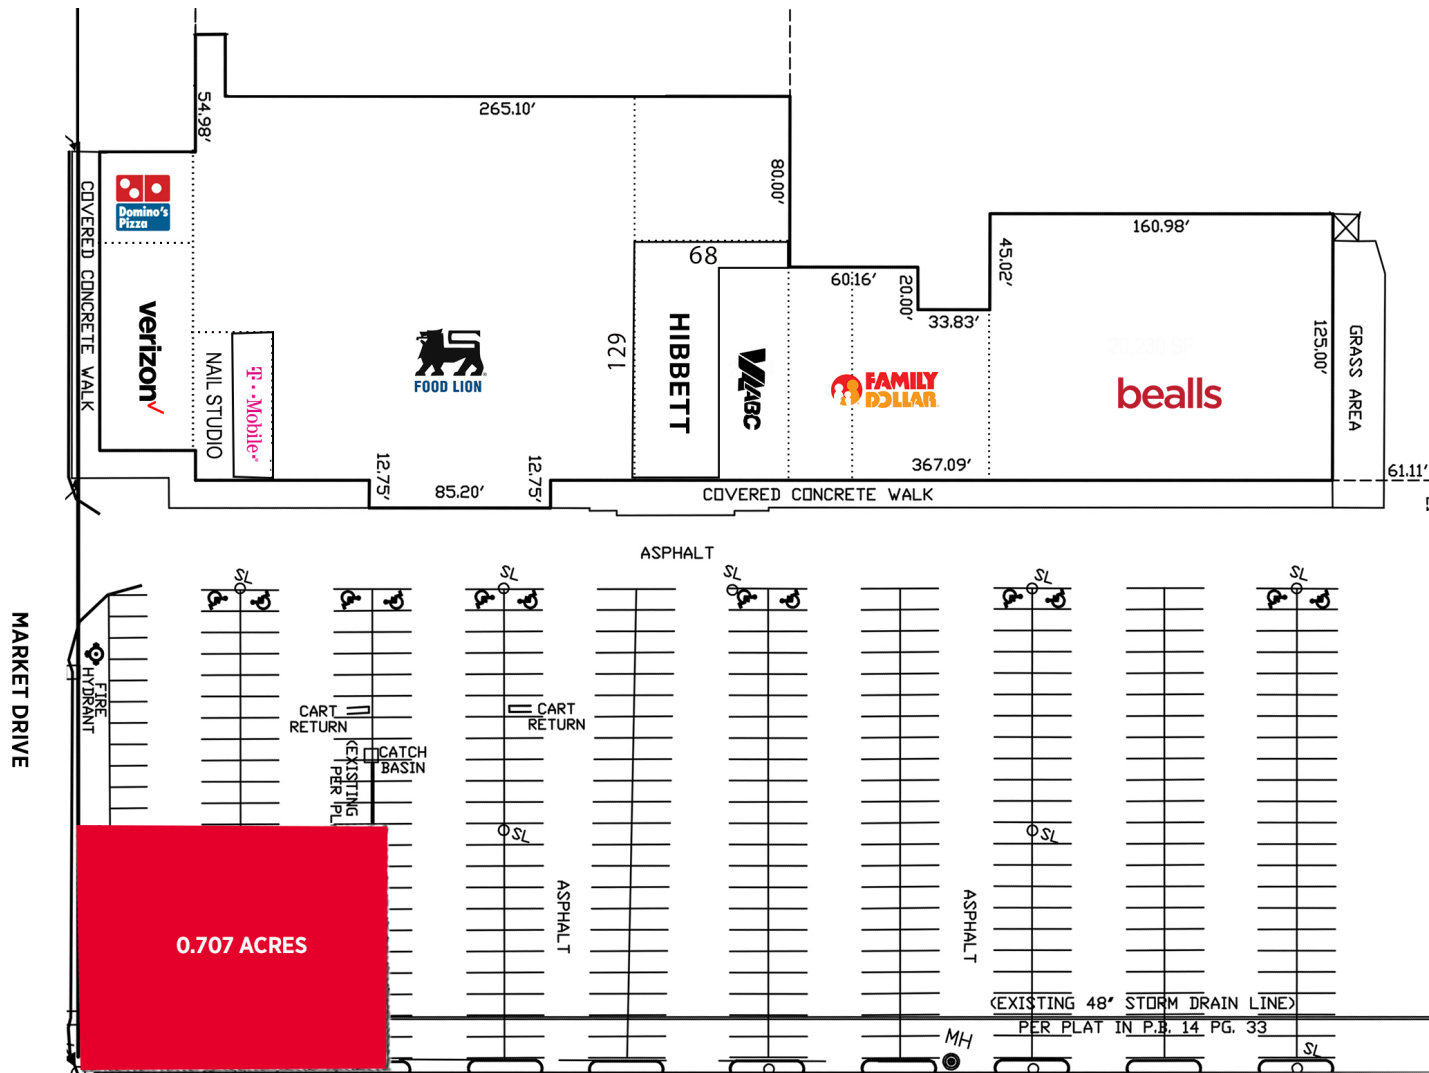 265.10'
54.98'
80.00'
Domino's
Pizza
COVERED CONCRETE WALK
verizon
NAIL STUDIO
T··Mobile·
FOOD LION
68
129
HIBBETT
ABC
60.16'
20.00'
33.83'
45.02'
160.98'
125.00'
FAMILY
DOLLAR
bealls
GRASS AREA
367.09'
61.11'
12.75'
85.20'
12.75'
COVERED CONCRETE WALK
ASPHALT
SL
SL
SL
SL
SL
MARKET DRIVE
FIRE
HYDRANT
CART
RETURN
CART
RETURN
CATCH
BASIN
(EXISTING
PER PL
SL
SL
ASPHALT
ASPHALT
0.707 ACRES
(EXISTING 48" STORM DRAIN LINE)
PER PLAT IN P.B. 14 PG. 33
MH
SL